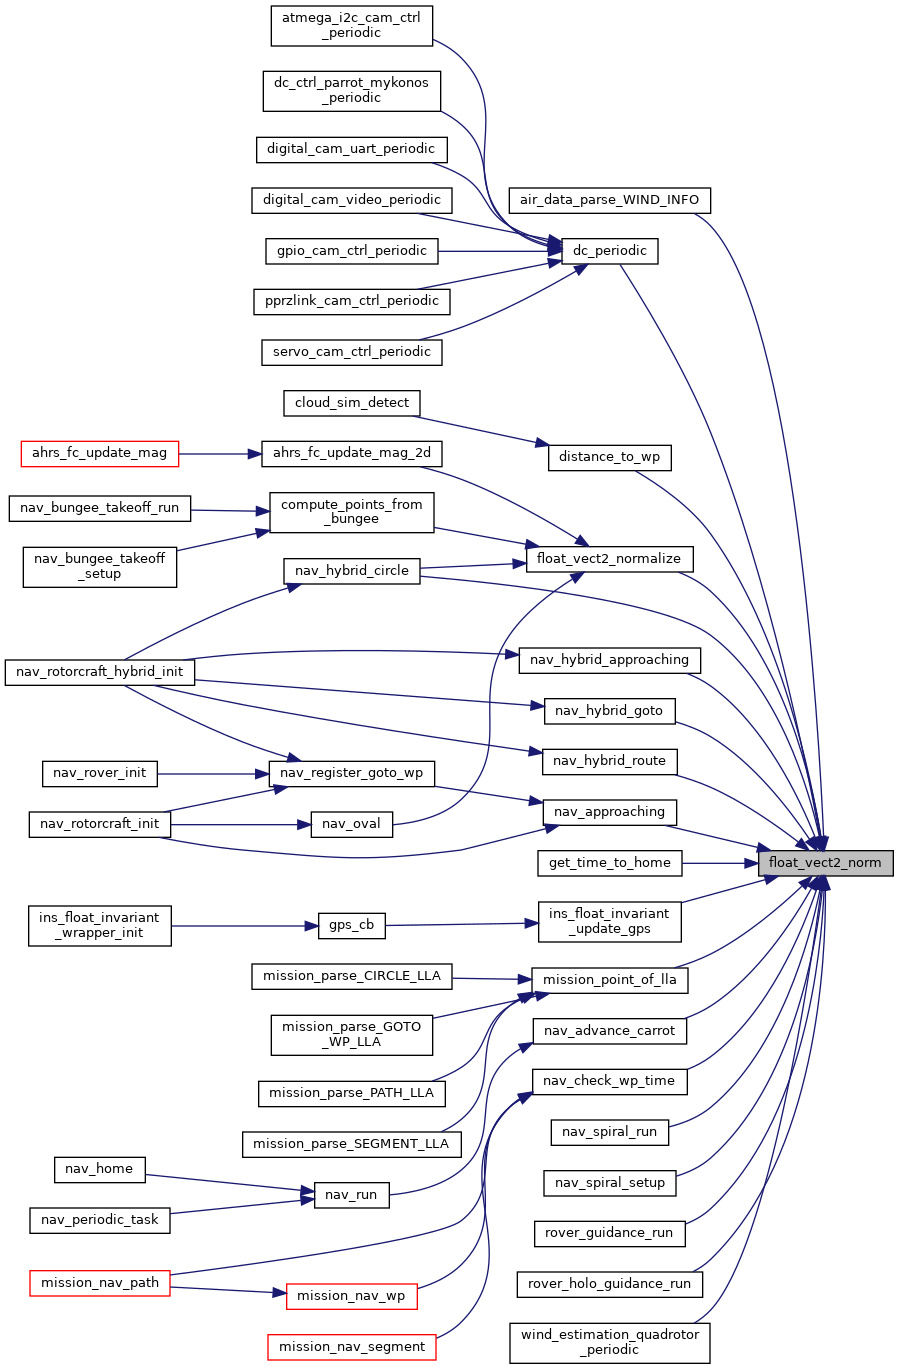 atmega_i2c_cam_ctrl
_periodic
dc_ctrl_parrot_mykonos
_periodic
digital_cam_uart_periodic
digital_cam_video_periodic
air_data_parse_WIND_INFO
gpio_cam_ctrl_periodic
dc_periodic
pprzlink_cam_ctrl_periodic
servo_cam_ctrl_periodic
cloud_sim_detect
ahrs_fc_update_mag
ahrs_fc_update_mag_2d
distance_to_wp
nav_bungee_takeoff_run
compute_points_from
_bungee
nav_bungee_takeoff
_setup
nav_hybrid_circle
float_vect2_normalize
nav_rotorcraft_hybrid_init
nav_hybrid_approaching
nav_hybrid_goto
nav_hybrid_route
nav_rover_init
nav_register_goto_wp
nav_rotorcraft_init
nav_oval
nav_approaching
get_time_to_home
float_vect2_norm
ins_float_invariant
_wrapper_init
gps_cb
ins_float_invariant
_update_gps
mission_parse_CIRCLE_LLA
mission_point_of_lla
mission_parse_GOTO
_WP_LLA
nav_advance_carrot
mission_parse_PATH_LLA
nav_check_wp_time
mission_parse_SEGMENT_LLA
nav_spiral_run
nav_home
nav_run
nav_spiral_setup
nav_periodic_task
rover_guidance_run
mission_nav_path
mission_nav_wp
rover_holo_guidance_run
mission_nav_segment
wind_estimation_quadrotor
_periodic